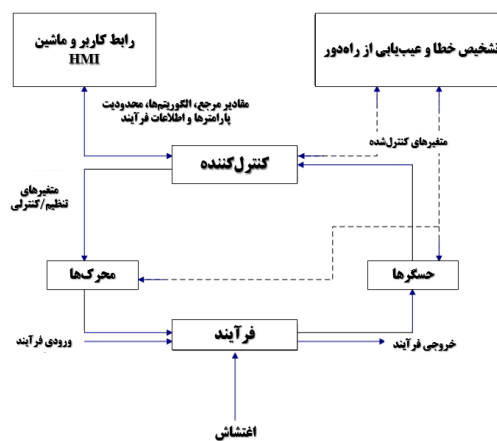 رابط کاربر و ماشین
HMI
تشخیص خطا و عیب‌یابی از راه‌دور
مقادیر مرجع، الگوریتم‌ها، محدودیت
پارامترها و اطلاعات فرآیند
متغیرهای کنترل‌شده
کنترل‌کننده
متغیرهای
تنظیم/کنترلی
محرک‌ها
حسگرها
فرآیند
ورودی فرآیند
خروجی فرآیند
اغتشاش